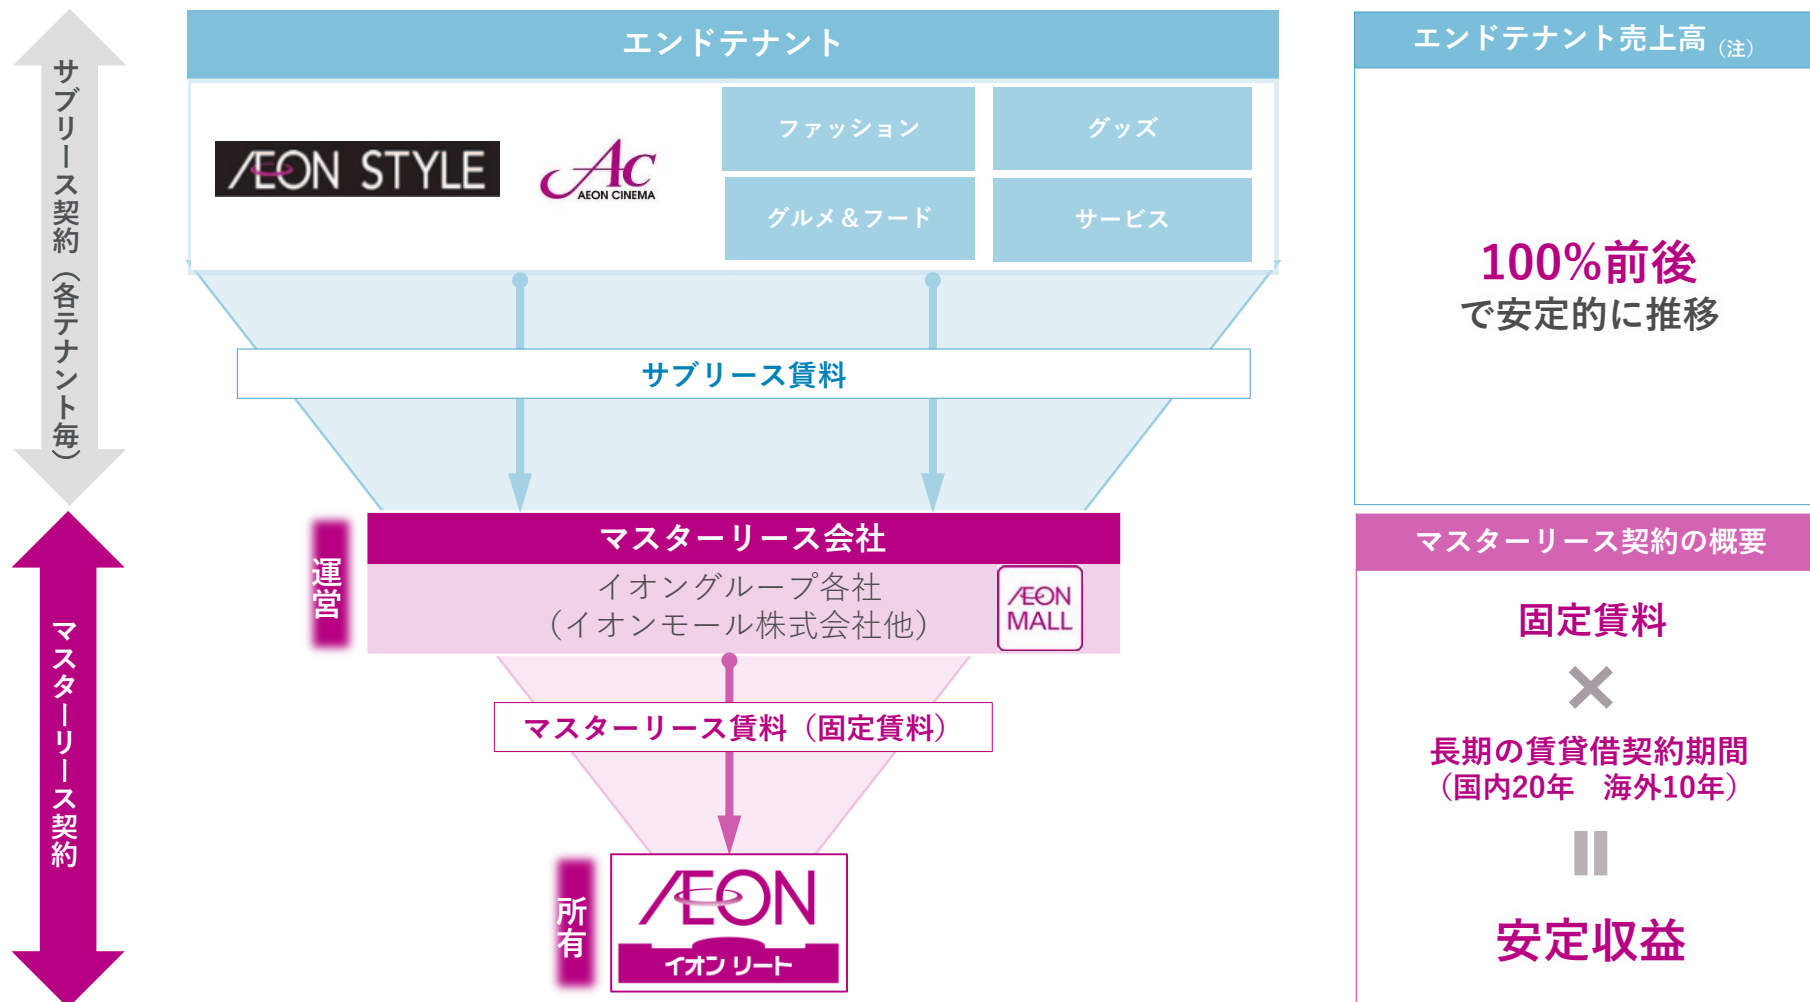 サブリース契約（各テナント毎）
エンドテナント
ÆON STYLE
Ac
AEON CINEMA
ファッション
グッズ
グルメ＆フード
サービス
サブリース賃料
エンドテナント売上高（注）
100%前後
で安定的に推移
マスターリース契約
運営
マスターリース会社
イオングループ各社
（イオンモール株式会社他）
ÆON
MALL
マスターリース賃料（固定賃料）
所有
ÆON
イオン リート
マスターリース契約の概要
固定賃料
×
長期の賃貸借契約期間
（国内20年　海外10年）
=
安定収益